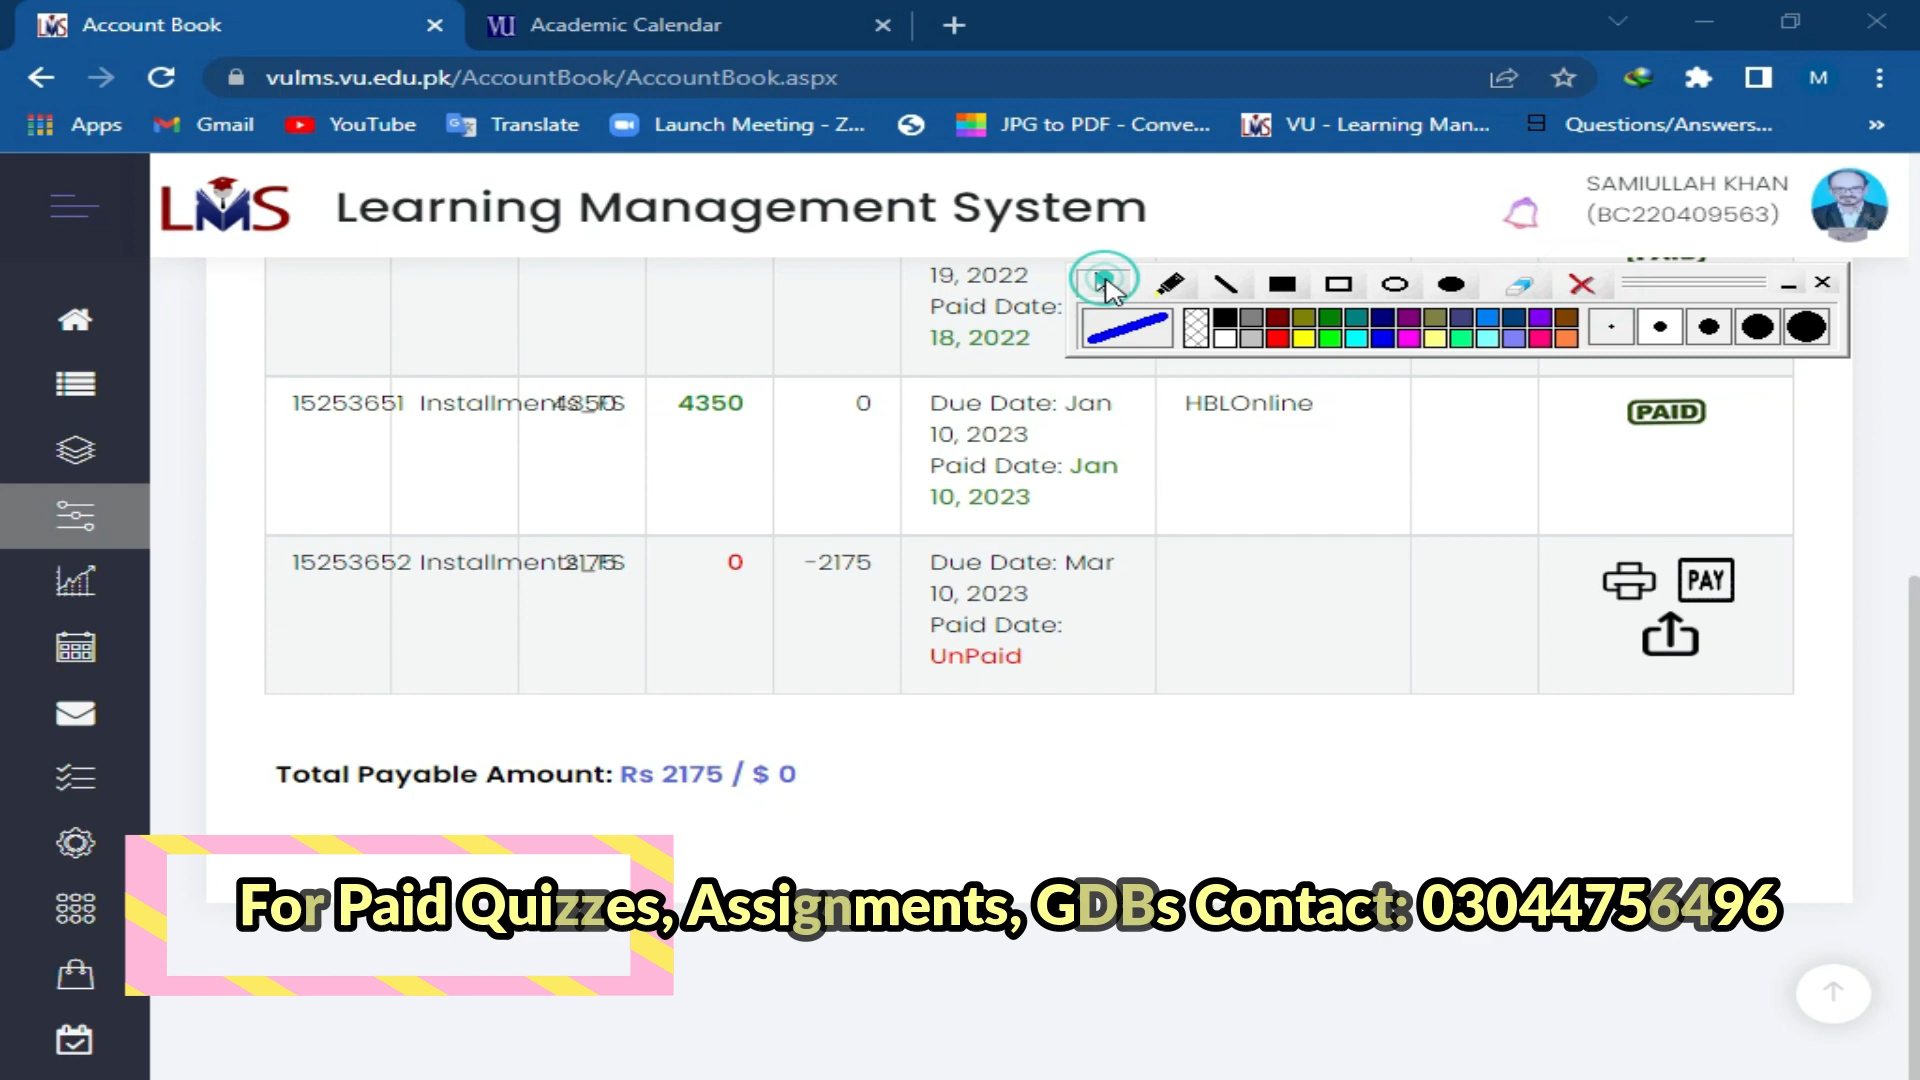 Account Book
Academic Calendar
vulms.vu.edu.pk/AccountBook/AccountBook.aspx
M
Apps
Gmail
YouTube
Translate
Launch Meeting - Z...
JPG to PDF - Conve...
VU - Learning Man...
Questions/Answers...
LMS
Learning Management System
SAMIULLAH KHAN
(BC220409563)
19, 2022
Paid Date:
18, 2022
15253651 Installments_FS 4350 4350 0 Due Date: Jan 10, 2023 HBLOnline PAID
Paid Date: Jan
10, 2023
15253652 Installments_FS 2175 0 -2175 Due Date: Mar 10, 2023 PAY
Paid Date:
UnPaid
Total Payable Amount: Rs 2175 / $ 0
For Paid Quizzes, Assignments, GDBs Contact: 03044756496